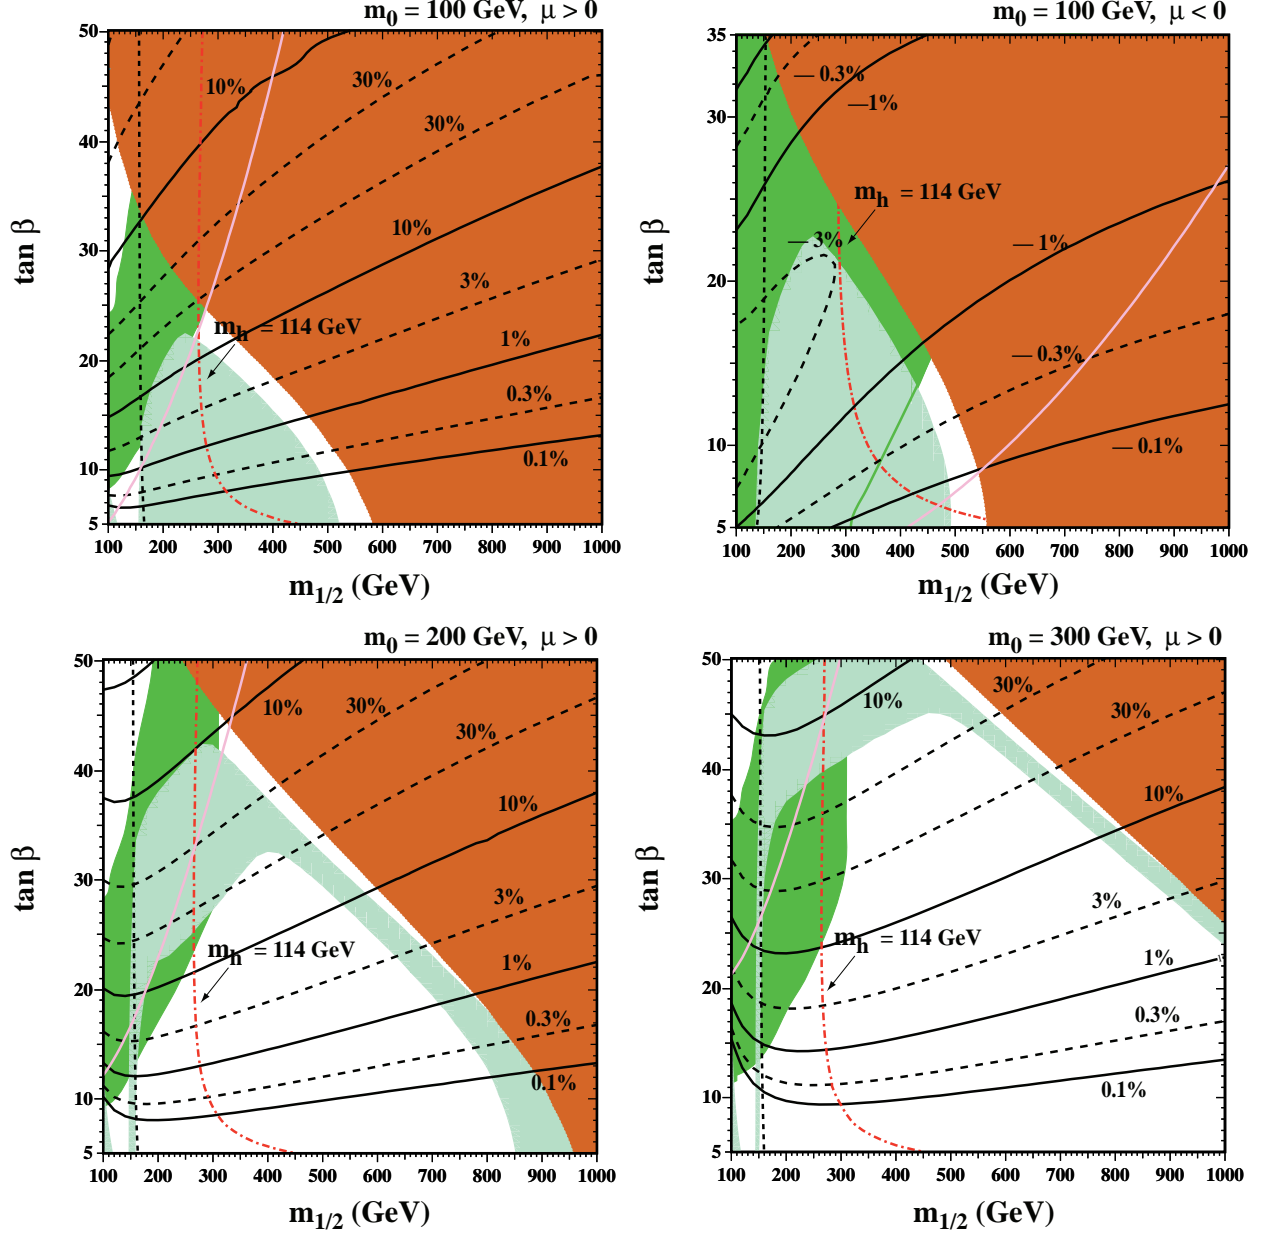 m0 = 100 GeV, μ > 0
50
40
30
20
10
5
tan β
10%
30%
30%
10%
3%
1%
0.3%
0.1%
mh = 114 GeV
100 200 300 400 500 600 700 800 900 1000
m1/2 (GeV)
m0 = 100 GeV, μ < 0
35
30
20
10
5
tan β
— 0.3%
—1%
mh = 114 GeV
— 3%
— 1%
— 0.3%
— 0.1%
100 200 300 400 500 600 700 800 900 1000
m1/2 (GeV)
m0 = 200 GeV, μ > 0
50
40
30
20
10
5
tan β
10%
30%
30%
10%
3%
1%
0.3%
0.1%
mh = 114 GeV
100 200 300 400 500 600 700 800 900 1000
m1/2 (GeV)
m0 = 300 GeV, μ > 0
50
40
30
20
10
5
tan β
30%
10%
30%
10%
3%
mh = 114 GeV
1%
0.3%
0.1%
100 200 300 400 500 600 700 800 900 1000
m1/2 (GeV)